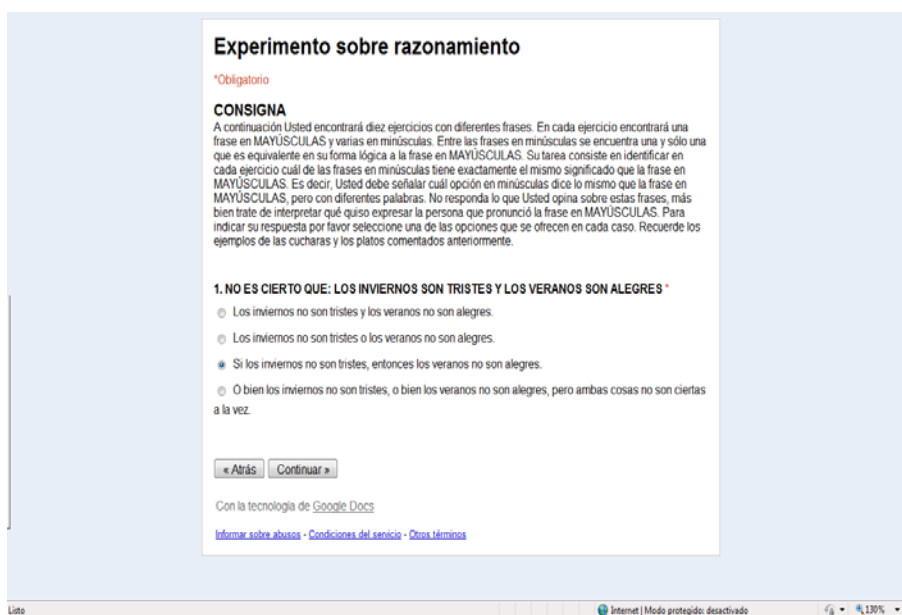 Experimento sobre razonamiento
*Obligatorio
CONSIGNA
A continuación Usted encontrará diez ejercicios con diferentes frases. En cada ejercicio encontrará una
frase en MAYÚSCULAS y varias en minúsculas. Entre las frases en minúsculas se encuentra una y sólo una
que es equivalente en su forma lógica a la frase en MAYÚSCULAS. Su tarea consiste en identificar en
cada ejercicio cuál de las frases en minúsculas tiene exactamente el mismo significado que la frase en
MAYÚSCULAS. Es decir, Usted debe señalar cuál opción en minúsculas dice lo mismo que la frase en
MAYÚSCULAS, pero con diferentes palabras. No responda lo que Usted opina sobre estas frases, más
bien trate de interpretar qué quiso expresar la persona que pronunció la frase en MAYÚSCULAS. Para
indicar su respuesta por favor seleccione una de las opciones que se ofrecen en cada caso. Recuerde los
ejemplos de las cucharas y los platos comentados anteriormente.
1. NO ES CIERTO QUE: LOS INVIERNOS SON TRISTES Y LOS VERANOS SON ALEGRES *
Los inviernos no son tristes y los veranos no son alegres.
Los inviernos no son tristes o los veranos no son alegres.
Si los inviernos no son tristes, entonces los veranos no son alegres.
O bien los inviernos no son tristes, o bien los veranos no son alegres, pero ambas cosas no son ciertas
a la vez.
« Atrás Continuar »
Con la tecnología de Google Docs
Informar sobre abusos - Condiciones del servicio - Otros términos
Listo Internet | Modo protegido: desactivado 130%